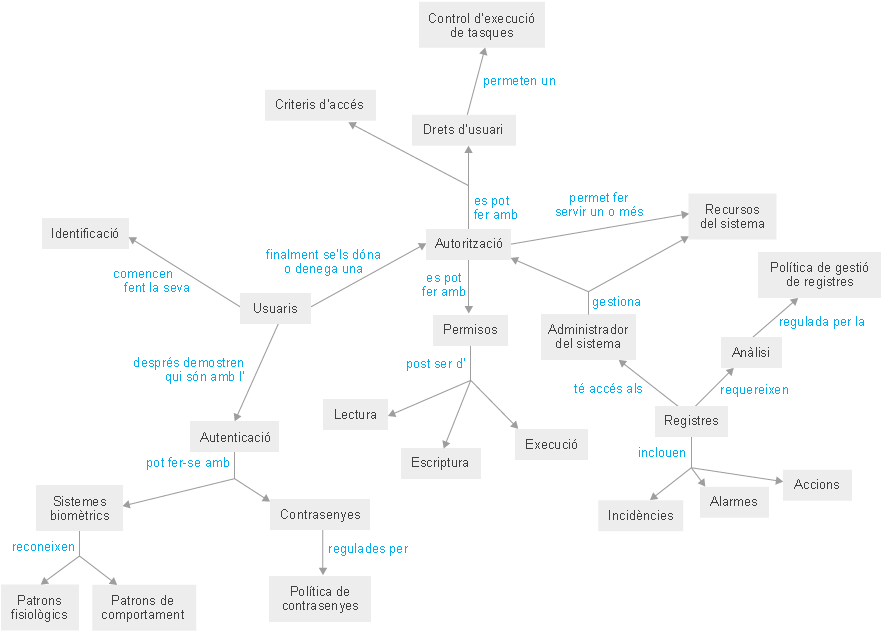 Control d'execució
de tasques
permeten un
Criteris d'accés
Drets d'usuari
es pot
fer amb
permet fer
servir un o més
Recursos
del sistema
Identificació
Autorització
finalment se'ls dóna
o denega una
comencen
fent la seva
es pot
fer amb
Política de gestió
de registres
gestiona
Usuaris
Permisos
Administrador
del sistema
regulada per la
Anàlisi
després demostren
qui són amb l'
post ser d'
té accés als
requereixen
Lectura
Registres
Autenticació
Execució
inclouen
pot fer-se amb
Escriptura
Accions
Sistemes
biomètrics
Contrasenyes
Alarmes
Incidències
reconeixen
regulades per
Patrons
fisiològics
Patrons de
comportament
Política de
contrasenyes